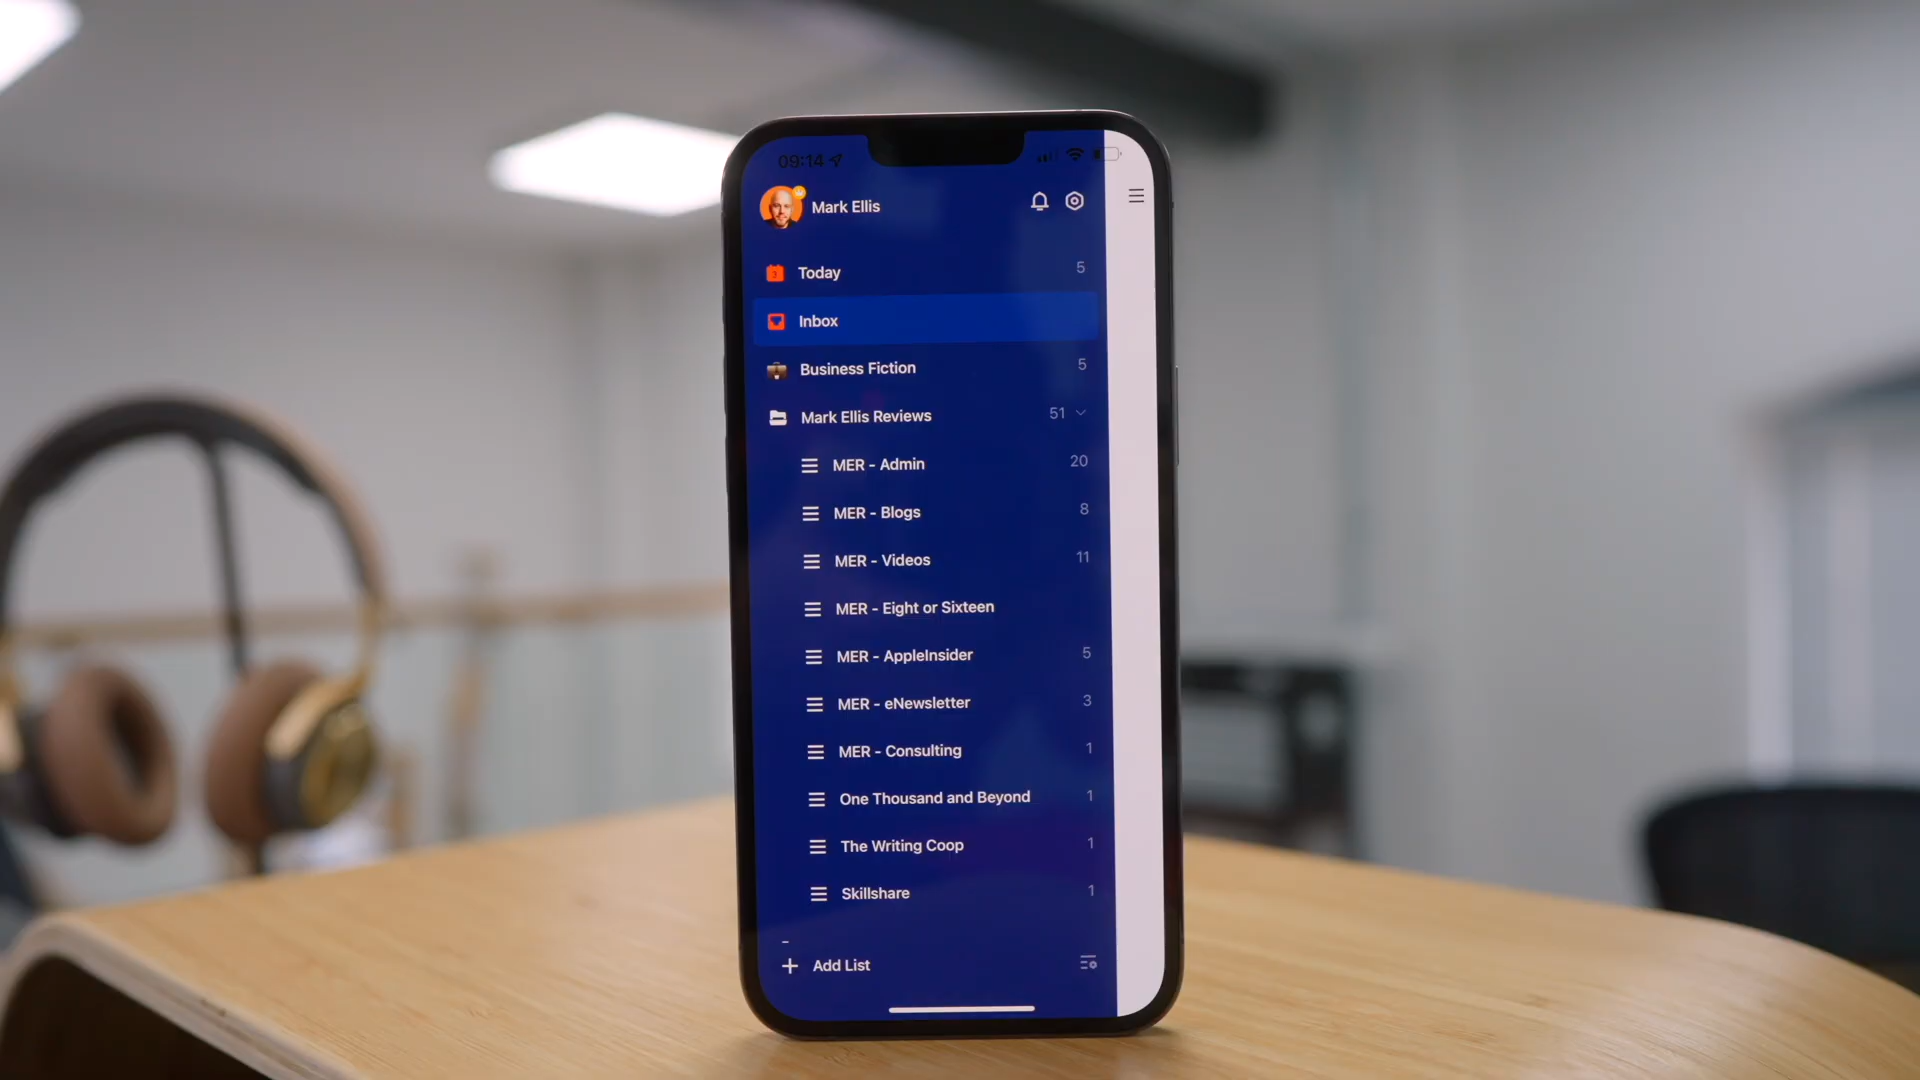 09:14
Mark Ellis
3 Today 5
Inbox
Business Fiction 5
Mark Ellis Reviews 51
MER - Admin 20
MER - Blogs 8
MER - Videos 11
MER - Eight or Sixteen
MER - AppleInsider 5
MER - eNewsletter 3
MER - Consulting 1
One Thousand and Beyond 1
The Writing Coop 1
Skillshare 1
+ Add List